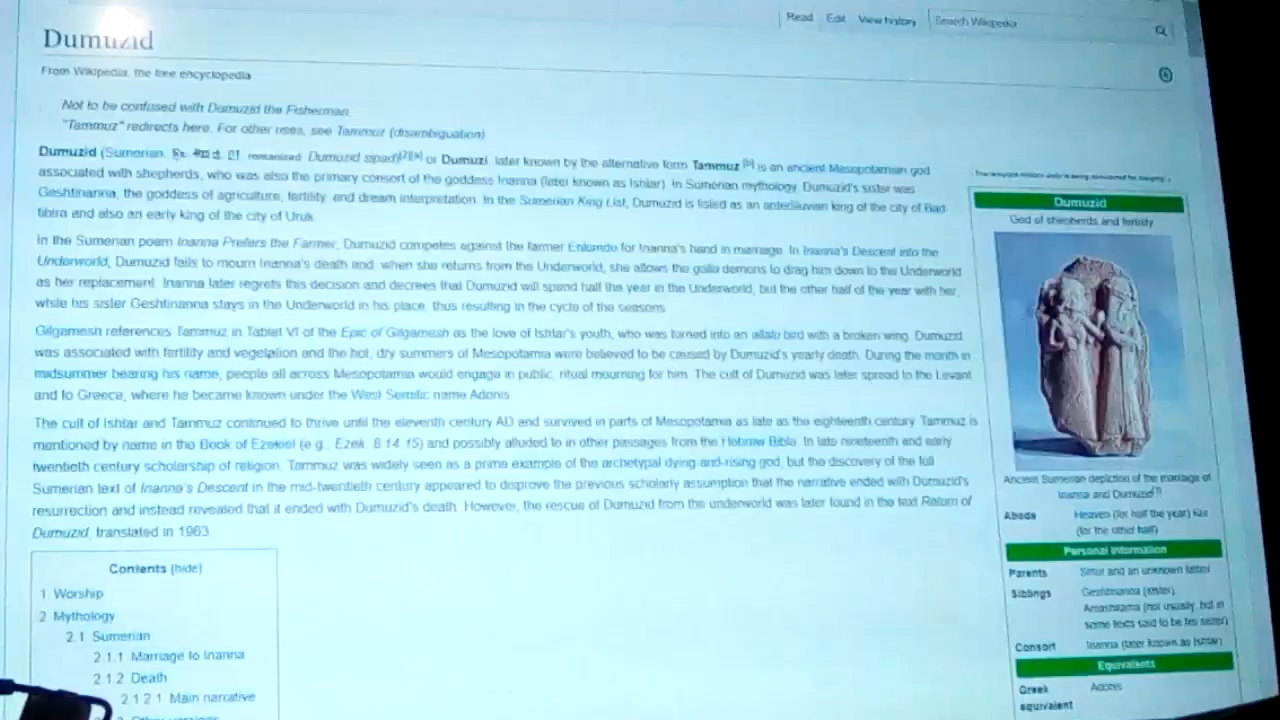 Read Edit View history Search Wikipedia
Dumuzid
From Wikipedia, the free encyclopedia
Not to be confused with Dumuzid the Fisherman.
"Tammuz" redirects here. For other uses, see Tammuz (disambiguation).
Dumuzid (Sumerian: romanized Dumuzid sipad) or Dumuzi, later known by the alternative form Tammuz, is an ancient Mesopotamian god
associated with shepherds, who was also the primary consort of the goddess Inanna (later known as Ishtar). In Sumerian mythology, Dumuzid's sister was
Geshtinanna, the goddess of agriculture, fertility, and dream interpretation. In the Sumerian King List, Dumuzid is listed as an antediluvian king of the city of Bad-
tibira and also an early king of the city of Uruk.
In the Sumerian poem Inanna Prefers the Farmer, Dumuzid competes against the farmer Enkimdu for Inanna's hand in marriage. In Inanna's Descent into the
Underworld, Dumuzid fails to mourn Inanna's death and, when she returns from the Underworld, she allows the galla demons to drag him down to the Underworld
as her replacement. Inanna later regrets this decision and decrees that Dumuzid will spend half the year in the Underworld, but the other half of the year with her,
while his sister Geshtinanna stays in the Underworld in his place, thus resulting in the cycle of the seasons.
Gilgamesh references Tammuz in Tablet VI of the Epic of Gilgamesh as the love of Ishtar's youth, who was turned into an allalu bird with a broken wing. Dumuzid
was associated with fertility and vegetation and the hot, dry summers of Mesopotamia were believed to be caused by Dumuzid's yearly death. During the month in
midsummer bearing his name, people all across Mesopotamia would engage in public, ritual mourning for him. The cult of Dumuzid was later spread to the Levant
and to Greece, where he became known under the West Semitic name Adonis.
The cult of Ishtar and Tammuz continued to thrive until the eleventh century AD and survived in parts of Mesopotamia as late as the eighteenth century. Tammuz is
mentioned by name in the Book of Ezekiel (e.g., Ezek. 8:14-15) and possibly alluded to in other passages from the Hebrew Bible. In late nineteenth and early
twentieth century scholarship of religion, Tammuz was widely seen as a prime example of the archetypal dying-and-rising god, but the discovery of the full
Sumerian text of Inanna's Descent in the mid-twentieth century appeared to disprove the previous scholarly assumption that the narrative ended with Dumuzid's
resurrection and instead revealed that it ended with Dumuzid's death. However, the rescue of Dumuzid from the underworld was later found in the text Return of
Dumuzid, translated in 1963.
Contents [hide]
1 Worship
2 Mythology
2.1 Sumerian
2.1.1 Marriage to Inanna
2.1.2 Death
2.1.2.1 Main narrative
Dumuzid
God of shepherds and fertility
Ancient Sumerian depiction of the marriage of
Inanna and Dumuzid[1]
Abode Heaven (for half the year) Kur
(for the other half)
Personal information
Parents Sirtur and an unknown father
Siblings Geshtinanna (sister),
Amashilama (not usually, but in
some texts said to be his sister)
Consort Inanna (later known as Ishtar)
Equivalents
Greek Adonis
equivalent